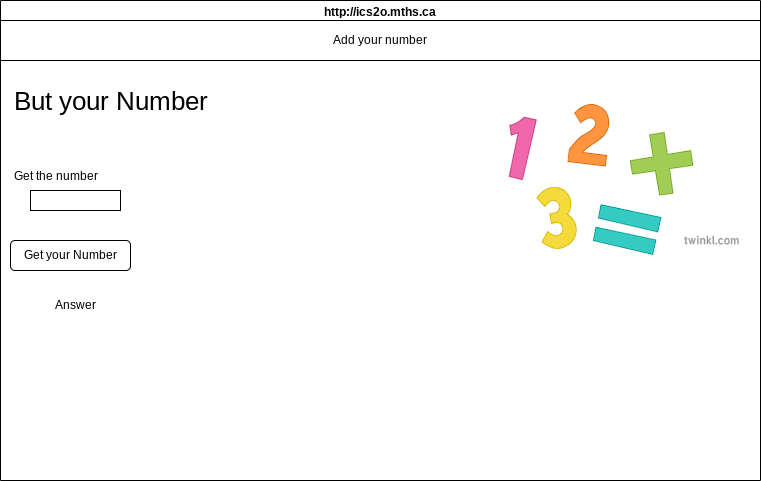 http://ics2o.mths.ca
Add your number
But your Number
1 2 +
3 =
twinkl.com
Get the number
Get your Number
Answer